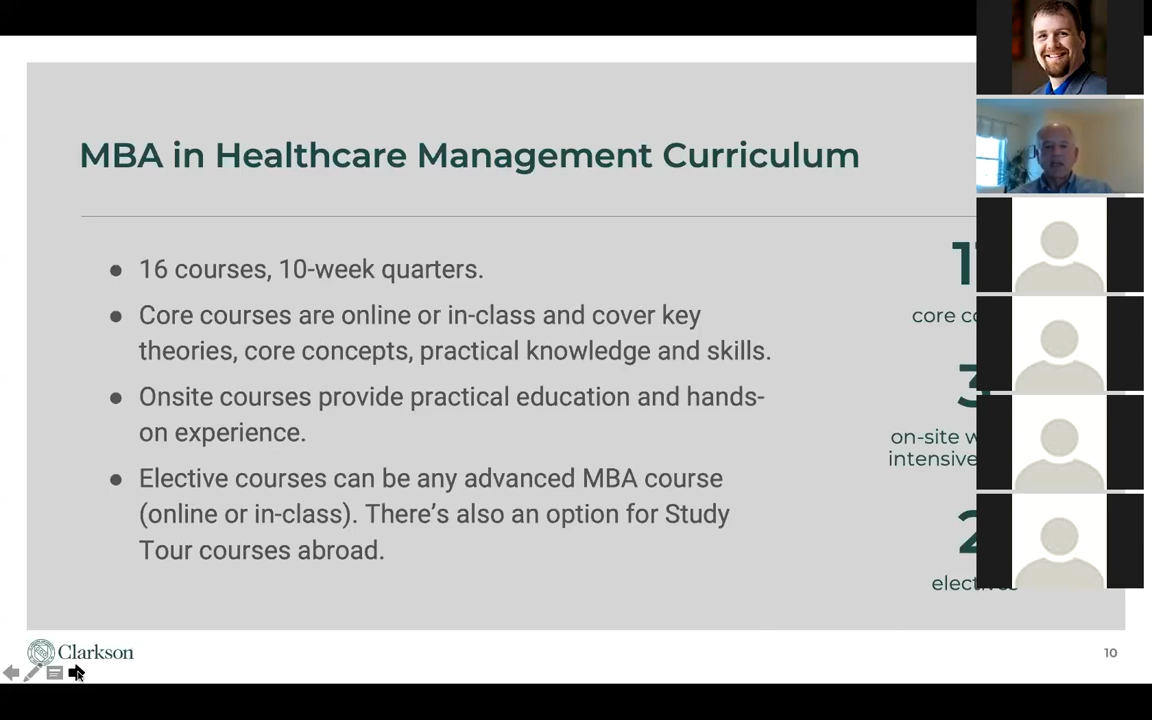 MBA in Healthcare Management Curriculum
16 courses, 10-week quarters.
Core courses are online or in-class and cover key
theories, core concepts, practical knowledge and skills.
Onsite courses provide practical education and hands-
on experience.
Elective courses can be any advanced MBA course
(online or in-class). There's also an option for Study
Tour courses abroad.
core
3
on-site
intensive
2
electives
Clarkson
10